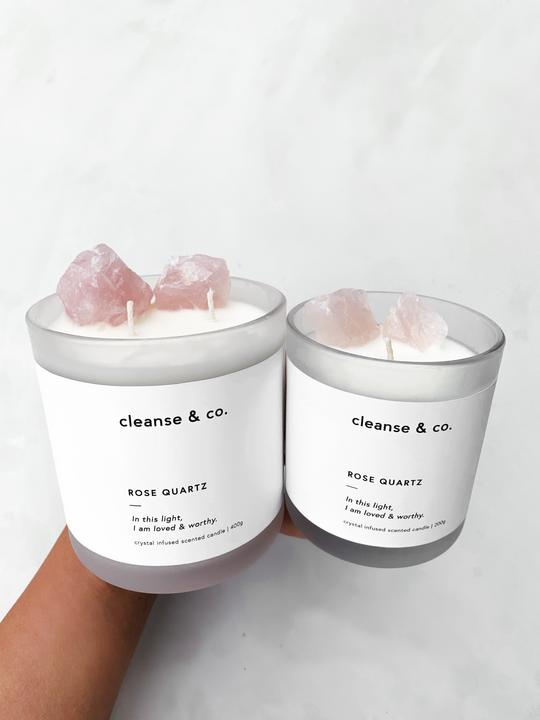 cleanse & co.
ROSE QUARTZ
In this light,
I am loved & worthy.
crystal infused scented candle | 400g
cleanse & co.
ROSE QUARTZ
In this light,
I am loved & worthy.
crystal infused scented candle | 200g